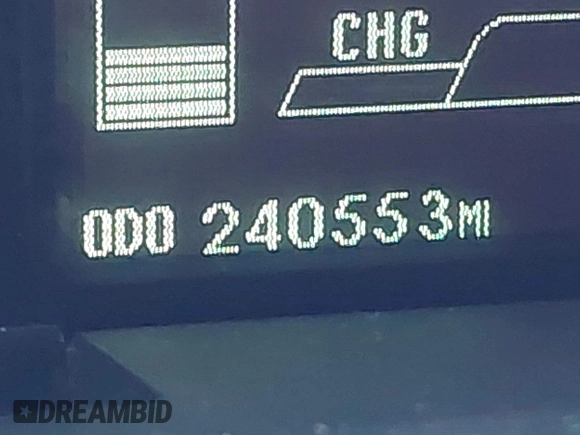 CHG
ODO 240553MI
DREAMBID